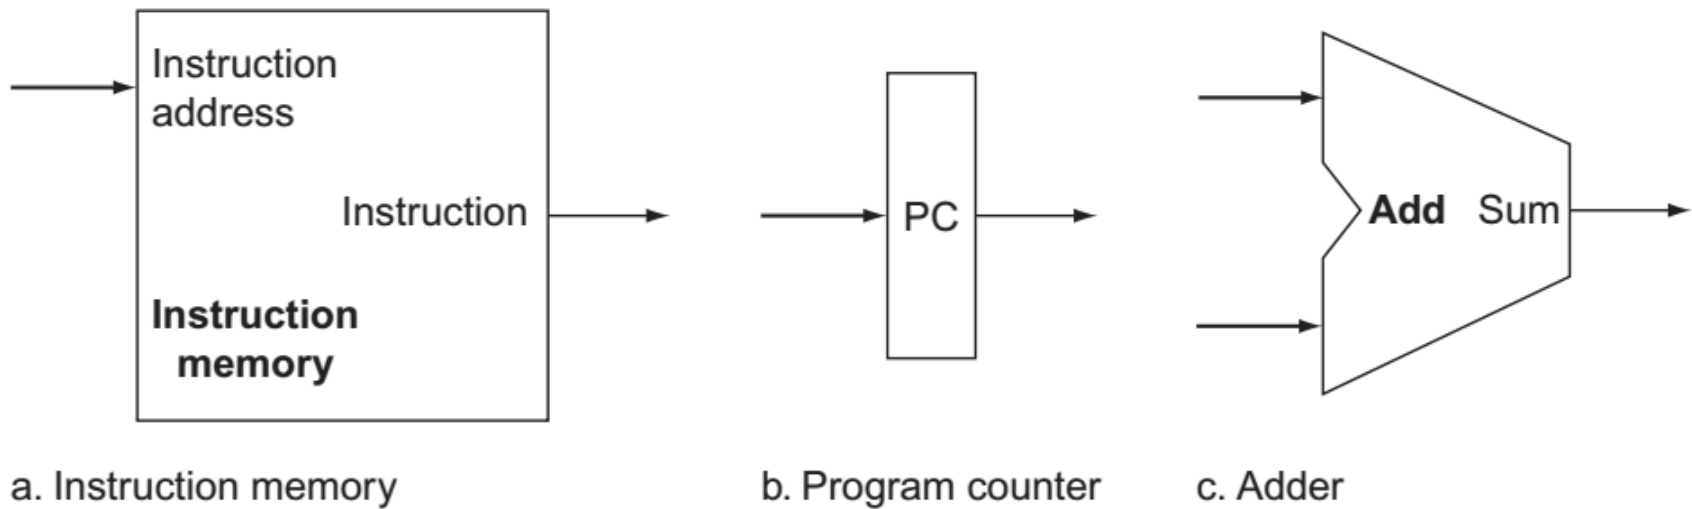 Instruction
address
Instruction
Instruction
memory
a. Instruction memory
PC
b. Program counter
Add Sum
c. Adder